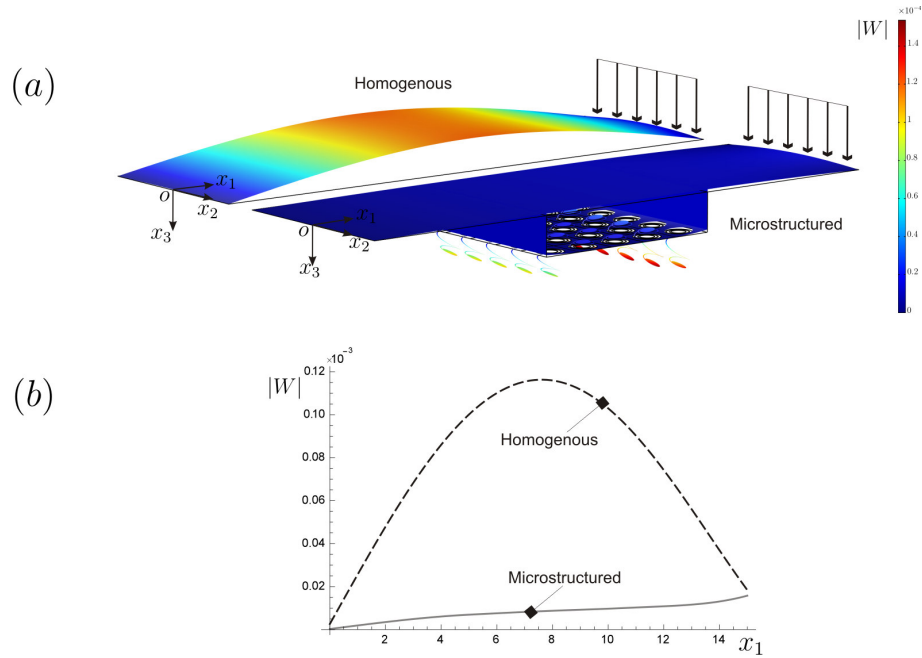 (a)
Homogenous
|W|
×10⁻⁴
1.4
1
0.8
0.6
0.4
0.2
0
o x₁
x₂
x₃
o x₁
x₂
x₃
Microstructured
(b)
|W|
×10⁻³
0.12
0.10
0.08
0.06
0.04
0.02
Homogenous
Microstructured
2 4 6 8 10 12 14
x₁